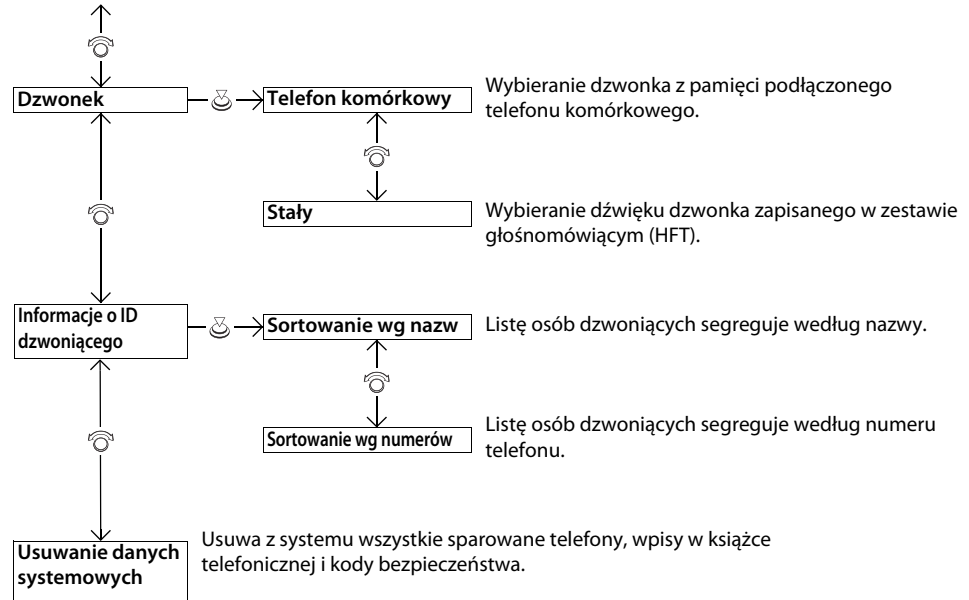 Dzwonek
Telefon komórkowy
Wybieranie dzwonka z pamięci podłączonego
telefonu komórkowego.
Stały
Wybieranie dźwięku dzwonka zapisanego w zestawie
głośnomówiącym (HFT).
Informacje o ID
dzwoniącego
Sortowanie wg nazw
Listę osób dzwoniących segreguje według nazwy.
Sortowanie wg numerów
Listę osób dzwoniących segreguje według numeru
telefonu.
Usuwanie danych
systemowych
Usuwa z systemu wszystkie sparowane telefony, wpisy w książce
telefonicznej i kody bezpieczeństwa.